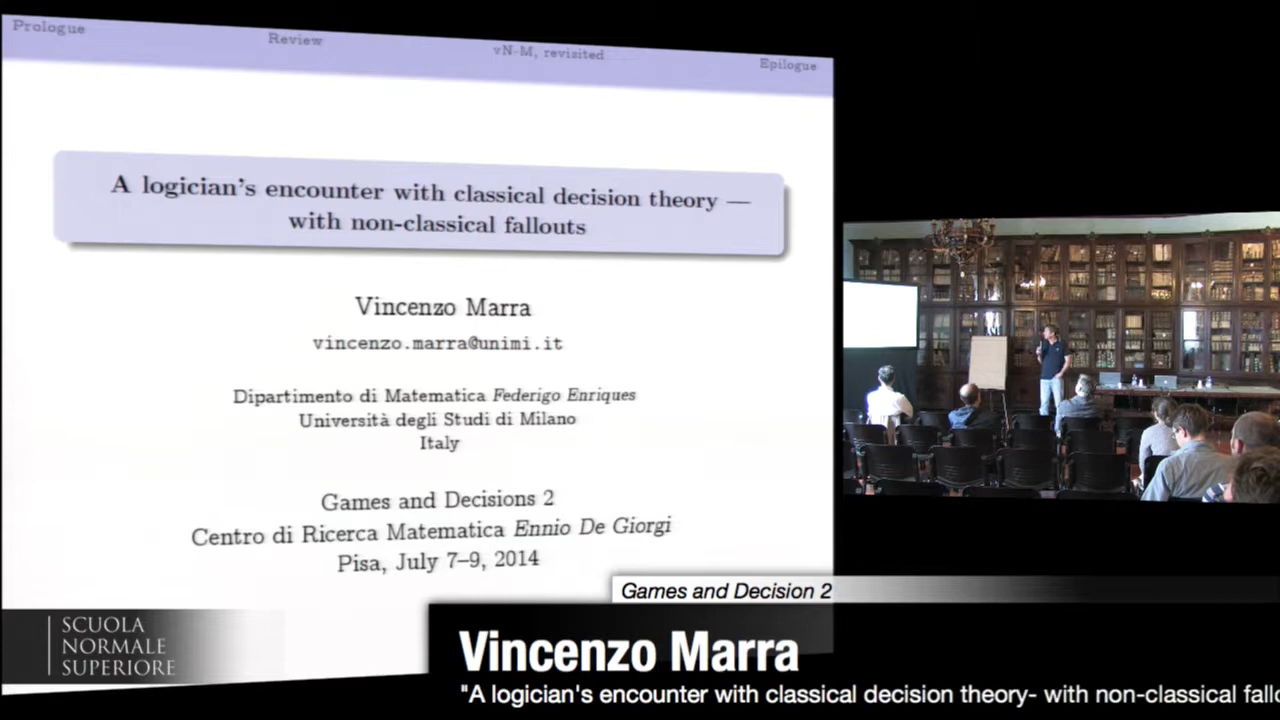 Prologue
Review
vN-M, revisited
Epilogue
A logician's encounter with classical decision theory —
with non-classical fallouts
Vincenzo Marra
vincenzo.marra@unimi.it
Dipartimento di Matematica Federigo Enriques
Università degli Studi di Milano
Italy
Games and Decisions 2
Centro di Ricerca Matematica Ennio De Giorgi
Pisa, July 7–9, 2014
Games and Decision 2
SCUOLA
NORMALE
SUPERIORE
Vincenzo Marra
"A logician's encounter with classical decision theory- with non-classical fallo